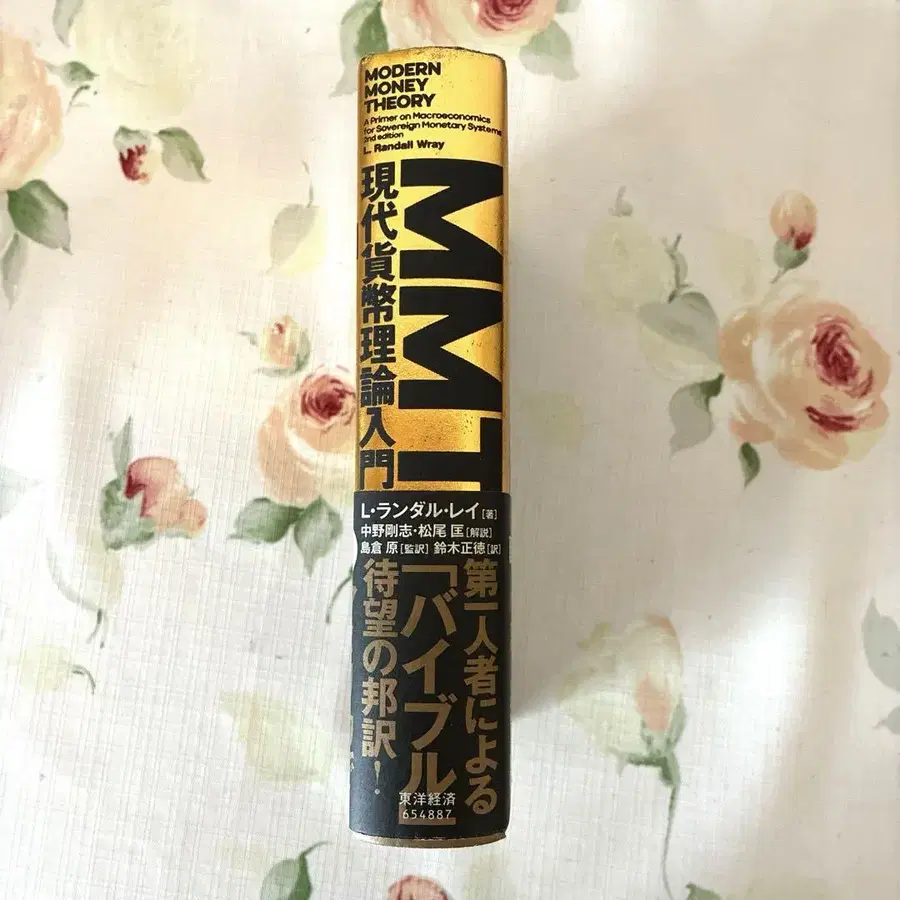 MODERN
MONEY
THEORY
A Primer on Macroeconomics
for Sovereign Monetary Systems
2nd edition
L. Randall Wray
MMT
現代貨幣理論入門
L・ランダル・レイ[著]
中野剛志・松尾 匡[解説]
島倉 原[監訳] 鈴木正徳[訳]
第一人者による
「バイブル」
待望の邦訳!
東洋経済
654887